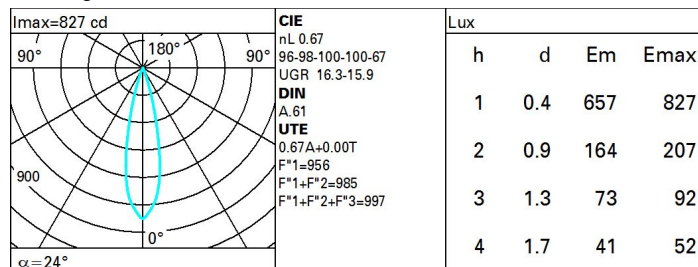 Imax=827 cd
90°
180°
90°
900
0°
α=24°
CIE
nL 0.67
96-98-100-100-67
UGR 16.3-15.9
DIN
A.61
UTE
0.67A+0.00T
F"1=956
F"1+F"2=985
F"1+F"2+F"3=997
Lux
h d Em Emax
1 0.4 657 827
2 0.9 164 207
3 1.3 73 92
4 1.7 41 52